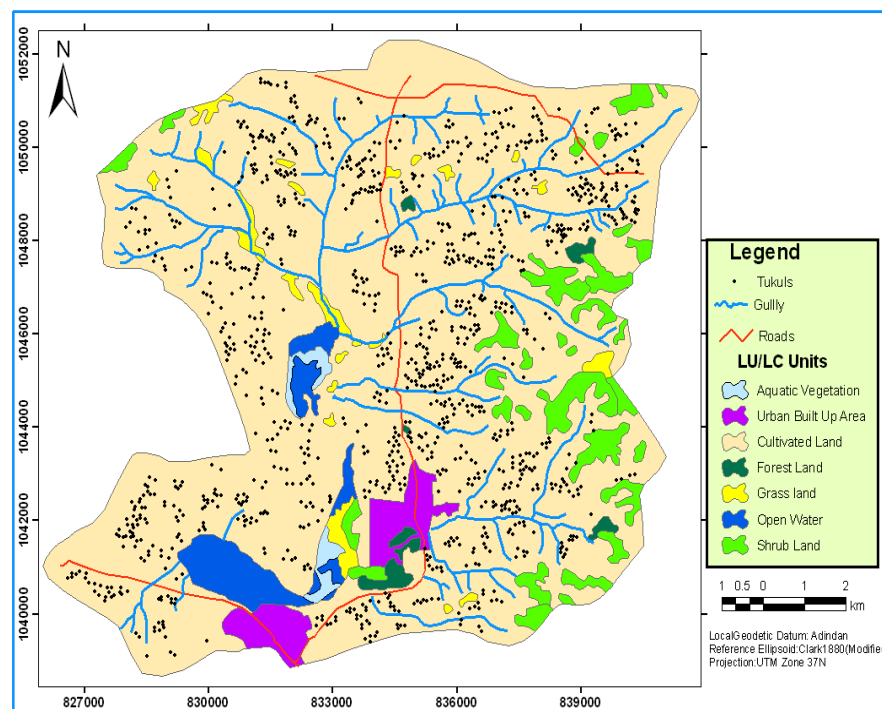 N
1052000
1050000
1048000
1046000
1044000
1042000
1040000
827000 830000 833000 836000 839000
Legend
Tukuls
Gullly
Roads
LU/LC Units
Aquatic Vegetation
Urban Built Up Area
Cultivated Land
Forest Land
Grass land
Open Water
Shrub Land
1 0.5 0 1 2
km
LocalGeodetic Datum: Adindan
Reference Ellipsoid:Clark1880(Modifie
Projection:UTM Zone 37N